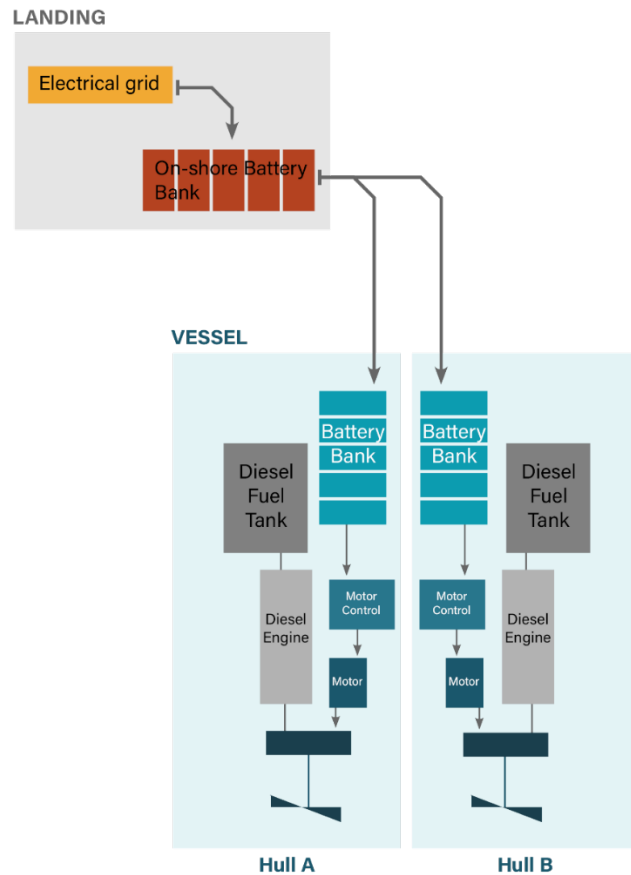 LANDING
Electrical grid
On-shore Battery
Bank
VESSEL
Battery
Bank
Battery
Bank
Diesel
Fuel
Tank
Diesel
Fuel
Tank
Motor
Control
Motor
Control
Diesel
Engine
Diesel
Engine
Motor
Motor
Hull A
Hull B